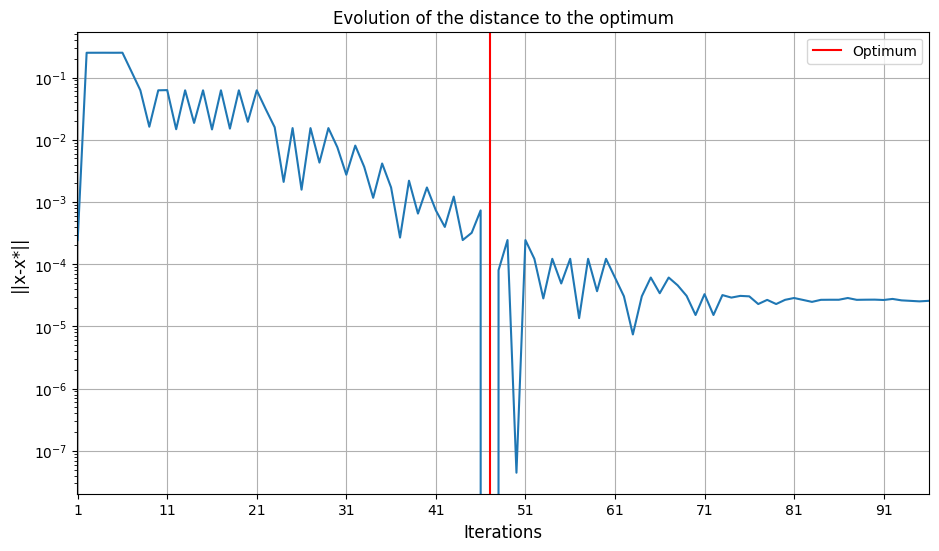 Evolution of the distance to the optimum
Optimum
||x-x*||
10⁻¹
10⁻²
10⁻³
10⁻⁴
10⁻⁵
10⁻⁶
10⁻⁷
1 11 21 31 41 51 61 71 81 91
Iterations